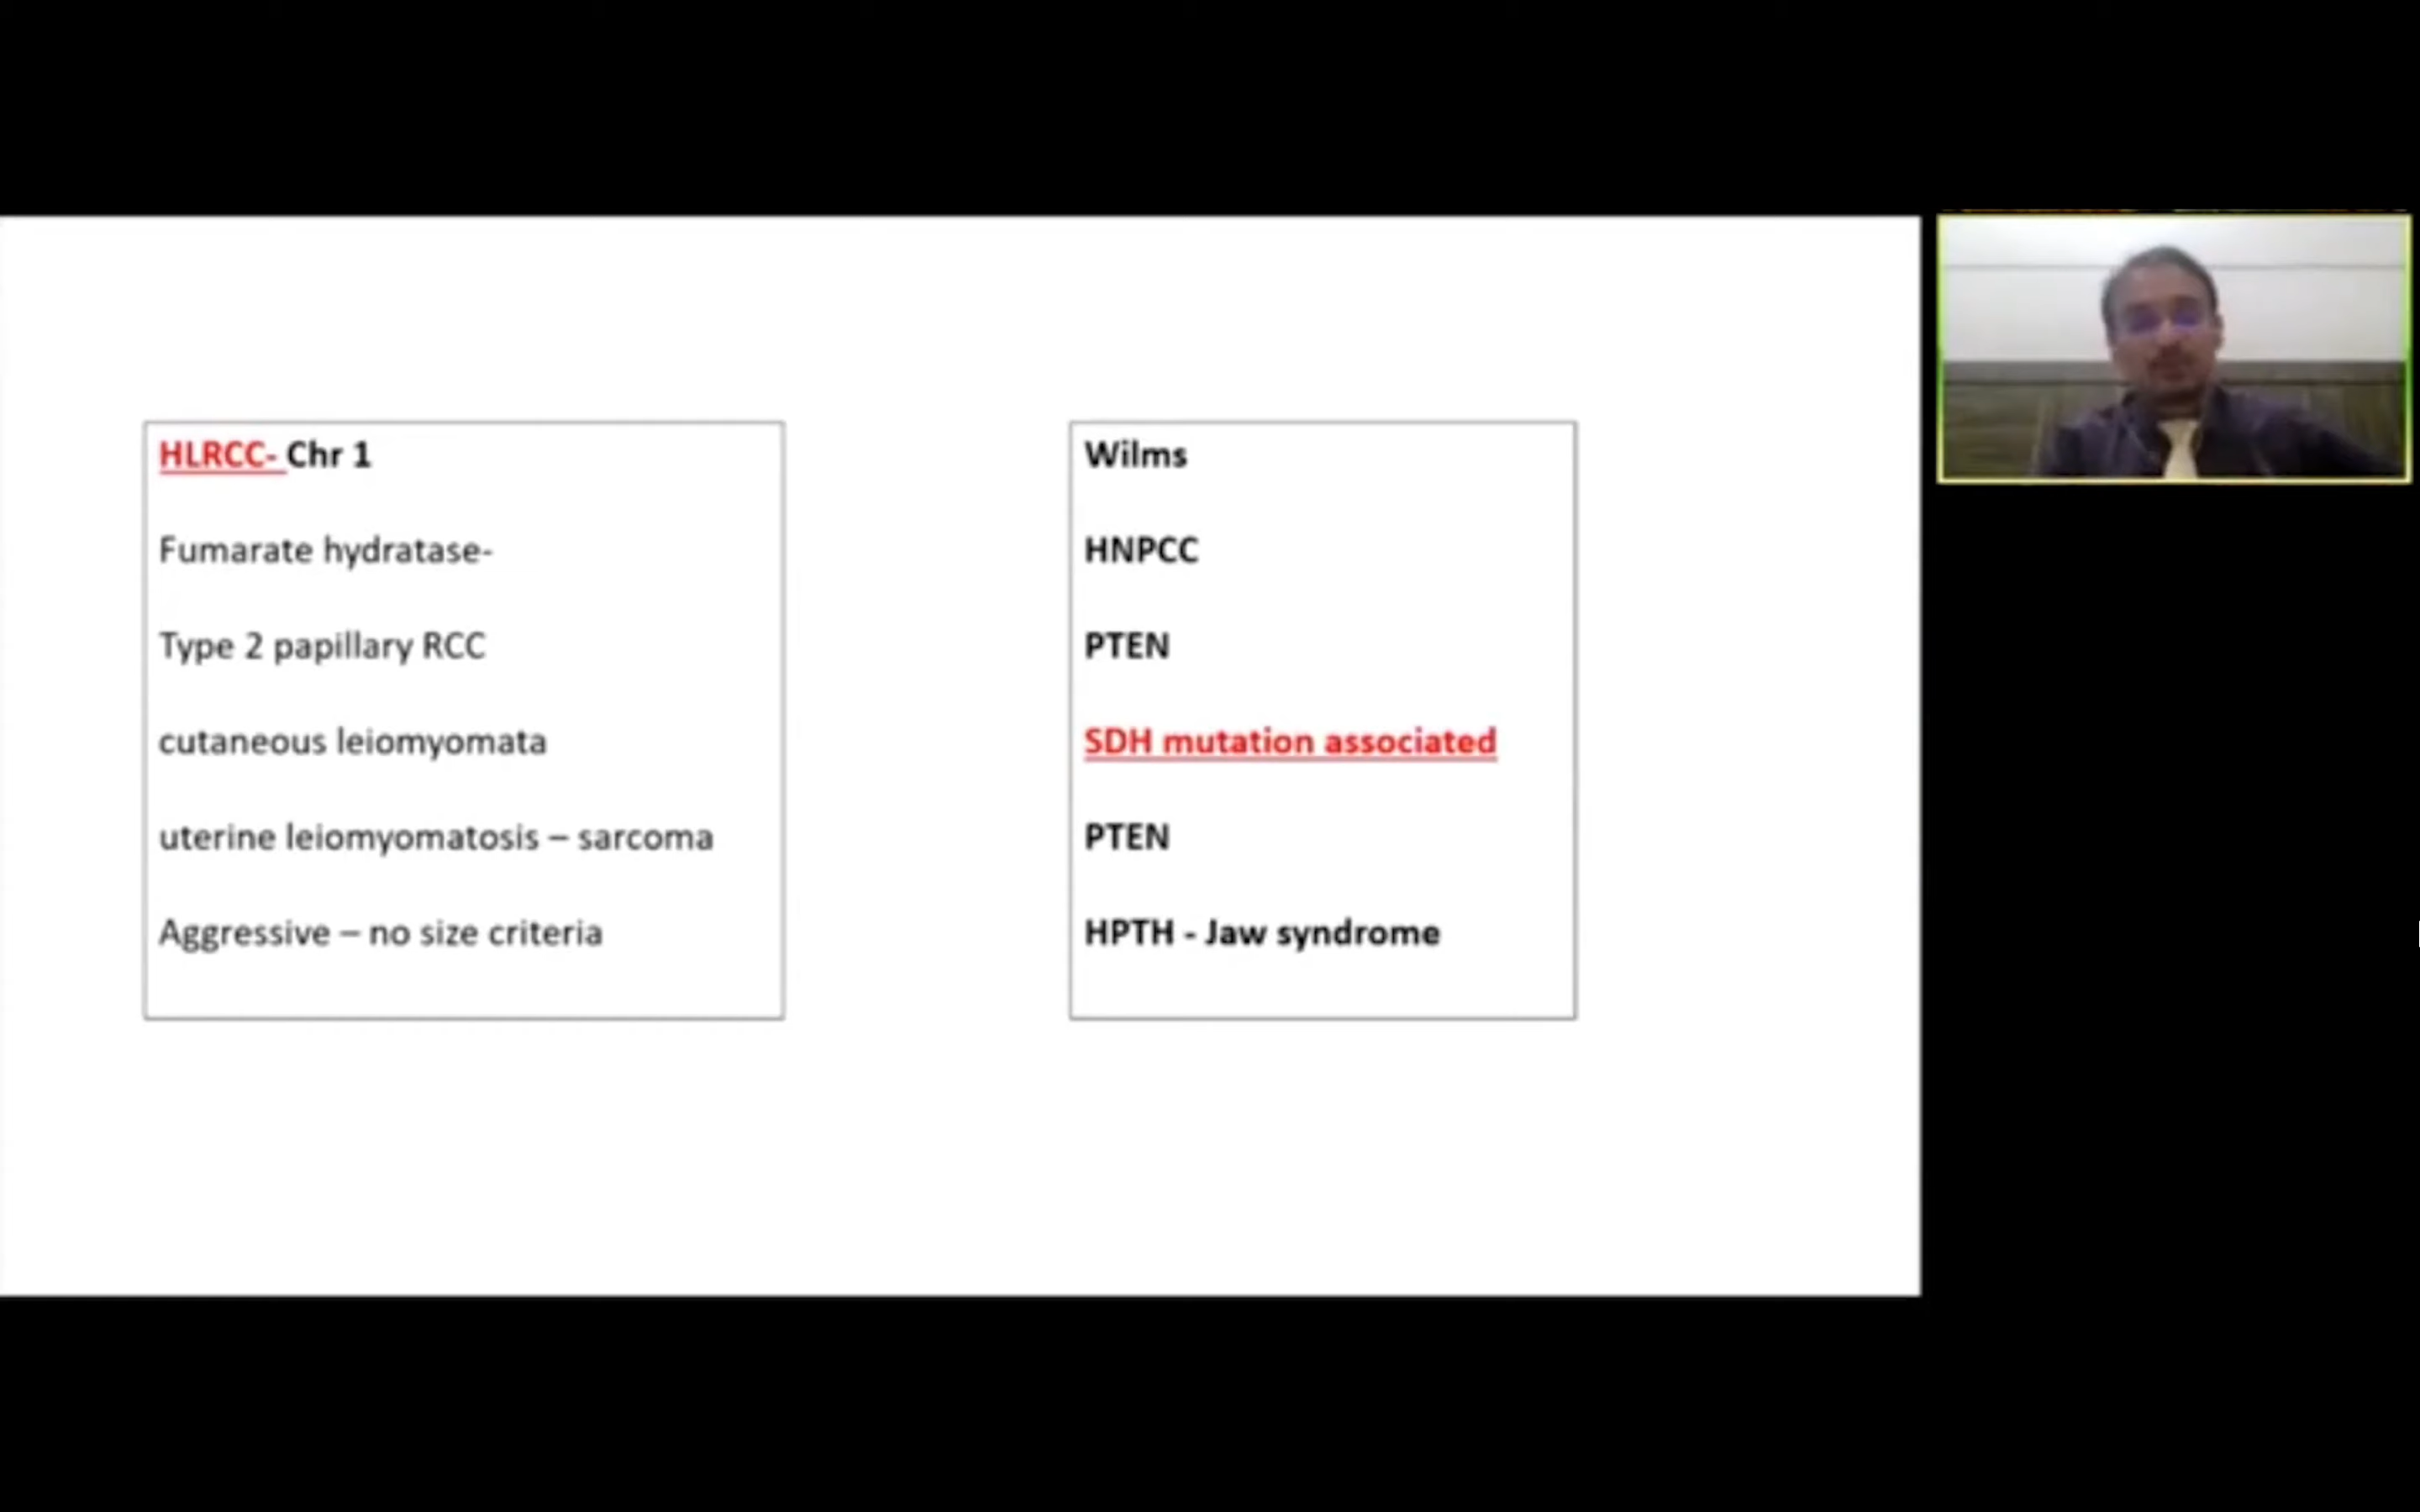 HLRCC- Chr 1
Fumarate hydratase-
Type 2 papillary RCC
cutaneous leiomyomata
uterine leiomyomatosis – sarcoma
Aggressive – no size criteria
Wilms
HNPCC
PTEN
SDH mutation associated
PTEN
HPTH - Jaw syndrome